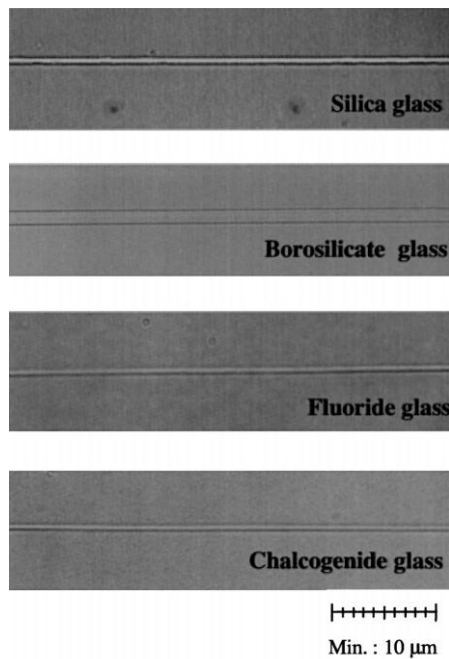 Silica glass
Borosilicate glass
Fluoride glass
Chalcogenide glass
Min. : 10 μm